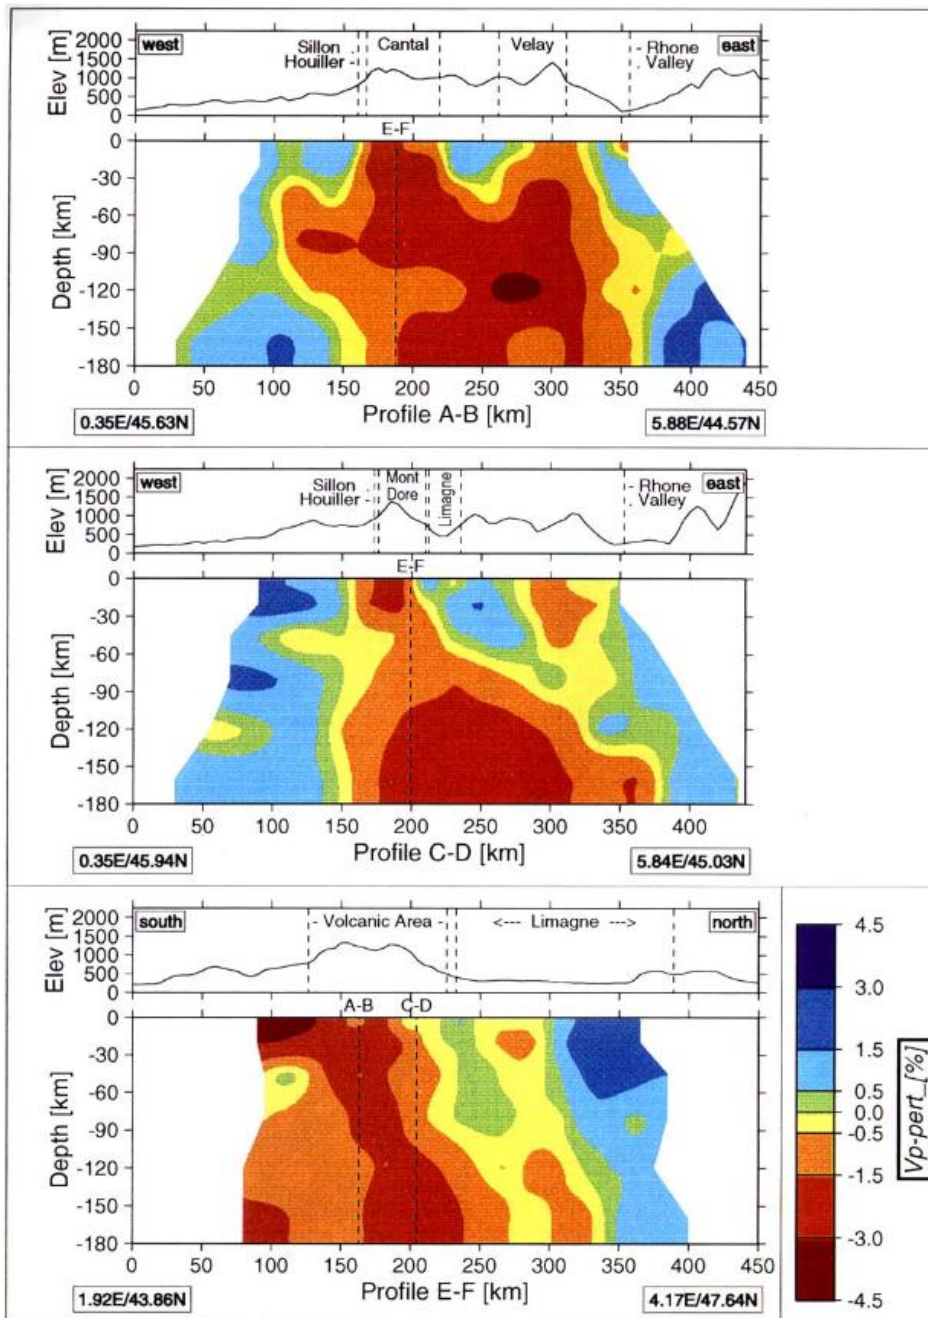 Elev [m]
2000
1500
1000
500
0
west
Sillon
Houiller -
Cantal
Velay
- Rhone
. Valley
east
E-F
Depth [km]
0
-30
-60
-90
-120
-150
-180
0 50 100 150 200 250 300 350 400 450
Profile A-B [km]
0.35E/45.63N
5.88E/44.57N
Elev [m]
2000
1500
1000
500
0
west
Sillon .
Houiller -
Mont
Dore
Limagne
- Rhone
. Valley
east
E-F
Depth [km]
0
-30
-60
-90
-120
-150
-180
0 50 100 150 200 250 300 350 400
Profile C-D [km]
0.35E/45.94N
5.84E/45.03N
Elev [m]
2000
1500
1000
500
0
south
- Volcanic Area -
<--- Limagne --->
north
A-B C-D
Depth [km]
0
-30
-60
-90
-120
-150
-180
0 50 100 150 200 250 300 350 400 450
Profile E-F [km]
1.92E/43.86N
4.17E/47.64N
4.5
3.0
1.5
0.5
0.0
-0.5
-1.5
-3.0
-4.5
Vp-pert_[%]